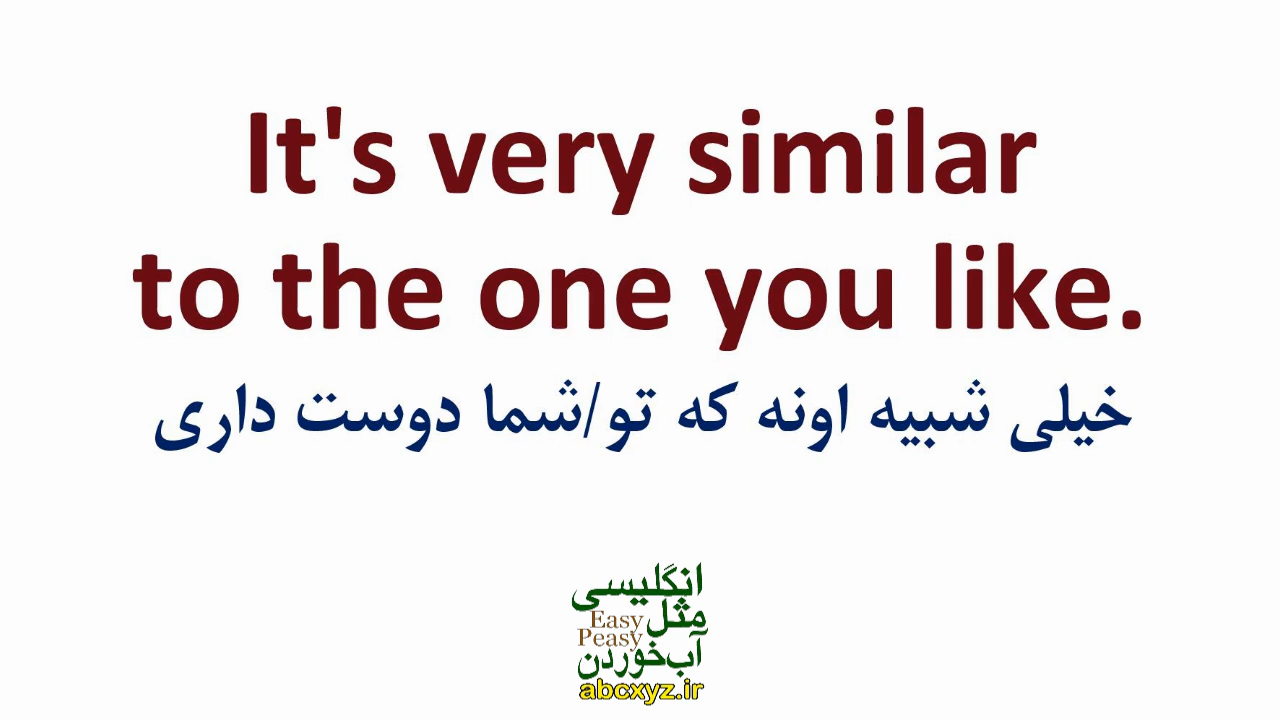 It's very similar
to the one you like.
خیلی شبیه اونه که تو/شما دوست داری
انگلیسی
مثل
Easy
Peasy
آب‌خوردن
abcxyz.ir